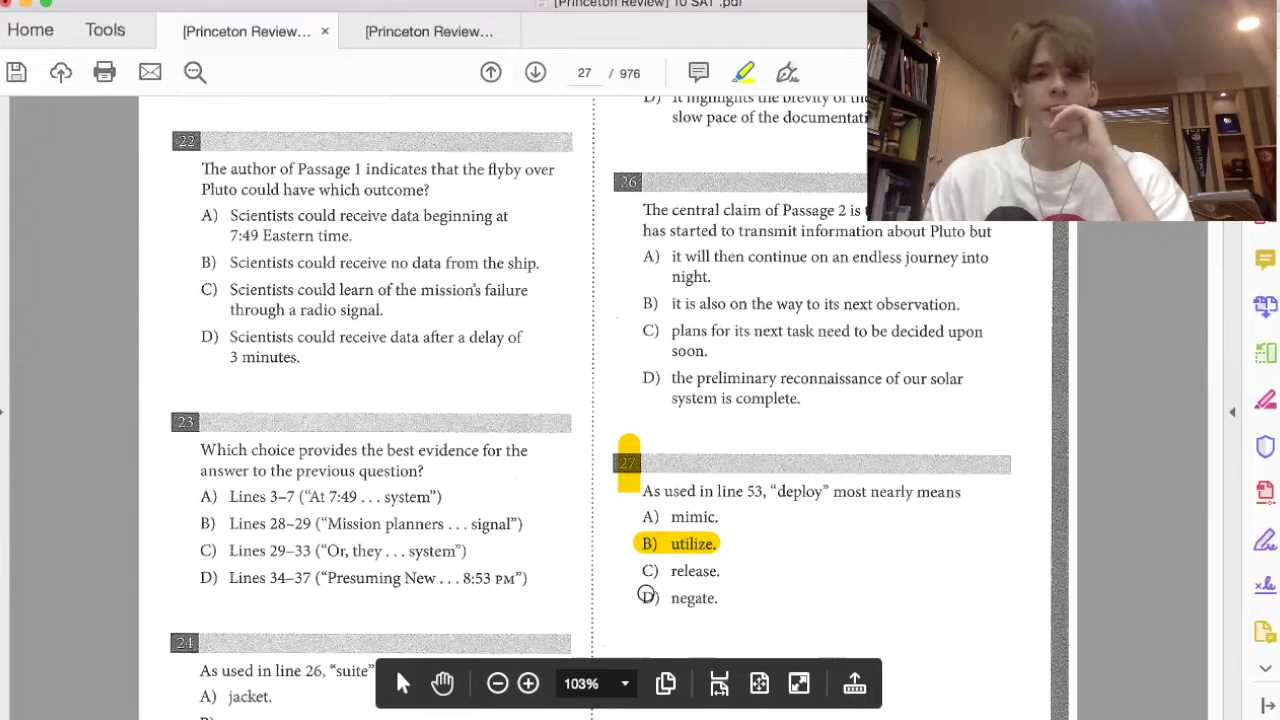 [Princeton Review] 10 SAT .pdf
Home
Tools
[Princeton Review...
×
[Princeton Review...
27 / 976
22
The author of Passage 1 indicates that the flyby over
Pluto could have which outcome?
A) Scientists could receive data beginning at
7:49 Eastern time.
B) Scientists could receive no data from the ship.
C) Scientists could learn of the mission's failure
through a radio signal.
D) Scientists could receive data after a delay of
3 minutes.
23
Which choice provides the best evidence for the
answer to the previous question?
A) Lines 3–7 ("At 7:49 . . . system")
B) Lines 28–29 ("Mission planners . . . signal")
C) Lines 29–33 ("Or, they . . . system")
D) Lines 34–37 ("Presuming New . . . 8:53 PM")
24
As used in line 26, "suite"
A) jacket.
D) it highlights the brevity of the
slow pace of the documentati
26
The central claim of Passage 2 is
has started to transmit information about Pluto but
A) it will then continue on an endless journey into
night.
B) it is also on the way to its next observation.
C) plans for its next task need to be decided upon
soon.
D) the preliminary reconnaissance of our solar
system is complete.
27
As used in line 53, "deploy" most nearly means
A) mimic.
B) utilize.
C) release.
D) negate.
103%